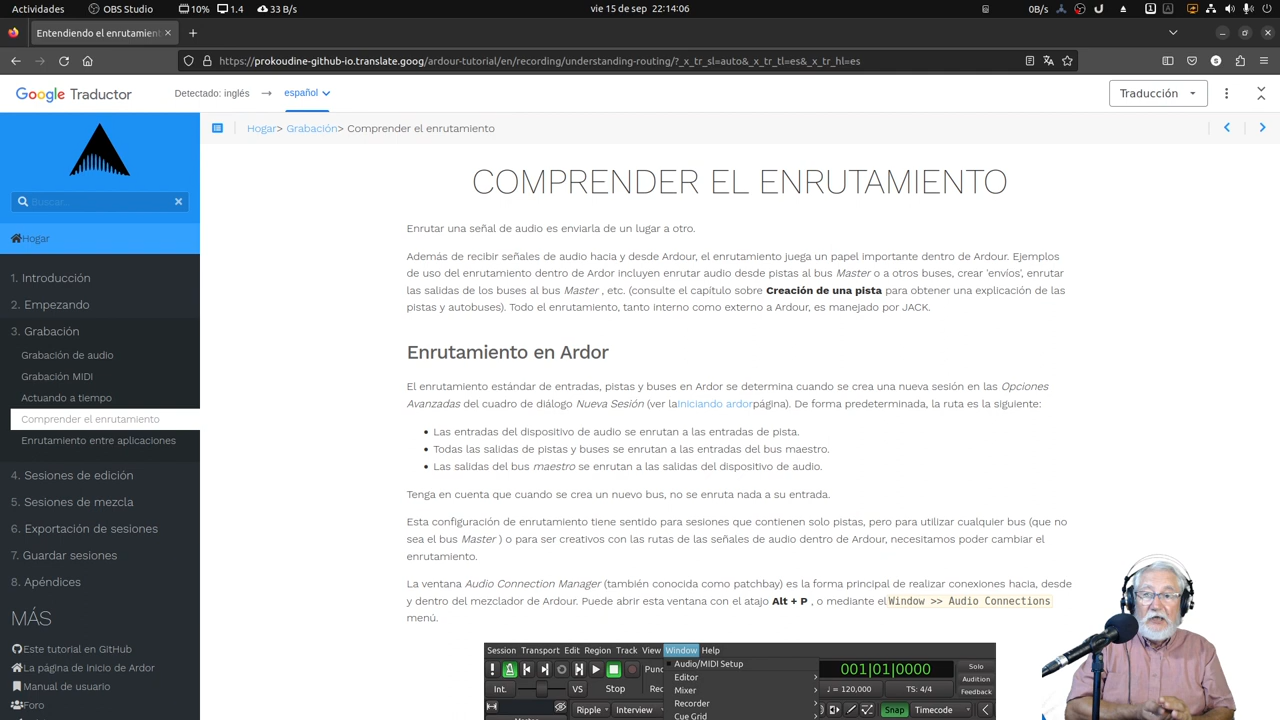 Actividades
OBS Studio
10%
1.4
33 B/s
vie 15 de sep  22:14:06
0B/s
1
Entendiendo el enrutamient
https://prokoudine-github-io.translate.goog/ardour-tutorial/en/recording/understanding-routing/?_x_tr_sl=auto&_x_tr_tl=es&_x_tr_hl=es
Google Traductor
Detectado: inglés
español
Traducción
Hogar> Grabación> Comprender el enrutamiento
Buscar...
Hogar
1. Introducción
2. Empezando
3. Grabación
Grabación de audio
Grabación MIDI
Actuando a tiempo
Comprender el enrutamiento
Enrutamiento entre aplicaciones
4. Sesiones de edición
5. Sesiones de mezcla
6. Exportación de sesiones
7. Guardar sesiones
8. Apéndices
MÁS
Este tutorial en GitHub
La página de inicio de Ardor
Manual de usuario
Foro
COMPRENDER EL ENRUTAMIENTO
Enrutar una señal de audio es enviarla de un lugar a otro.
Además de recibir señales de audio hacia y desde Ardour, el enrutamiento juega un papel importante dentro de Ardour. Ejemplos
de uso del enrutamiento dentro de Ardor incluyen enrutar audio desde pistas al bus Master o a otros buses, crear 'envíos', enrutar
las salidas de los buses al bus Master , etc. (consulte el capítulo sobre Creación de una pista para obtener una explicación de las
pistas y autobuses). Todo el enrutamiento, tanto interno como externo a Ardour, es manejado por JACK.
Enrutamiento en Ardor
El enrutamiento estándar de entradas, pistas y buses en Ardor se determina cuando se crea una nueva sesión en las Opciones
Avanzadas del cuadro de diálogo Nueva Sesión (ver laIniciando ardorpágina). De forma predeterminada, la ruta es la siguiente:
• Las entradas del dispositivo de audio se enrutan a las entradas de pista.
• Todas las salidas de pistas y buses se enrutan a las entradas del bus maestro.
• Las salidas del bus maestro se enrutan a las salidas del dispositivo de audio.
Tenga en cuenta que cuando se crea un nuevo bus, no se enruta nada a su entrada.
Esta configuración de enrutamiento tiene sentido para sesiones que contienen solo pistas, pero para utilizar cualquier bus (que no
sea el bus Master ) o para ser creativos con las rutas de las señales de audio dentro de Ardour, necesitamos poder cambiar el
enrutamiento.
La ventana Audio Connection Manager (también conocida como patchbay) es la forma principal de realizar conexiones hacia, desde
y dentro del mezclador de Ardour. Puede abrir esta ventana con el atajo Alt + P , o mediante el Window >> Audio Connections
menú.
Session Transport Edit Region Track View Window Help
Audio/MIDI Setup
Editor
Mixer
Recorder
Cue Grid
Int.
VS
Stop
Rec
Ripple
Interview
001|01|0000
♩ = 120,000
TS: 4/4
Solo
Audition
Feedback
Snap
Timecode